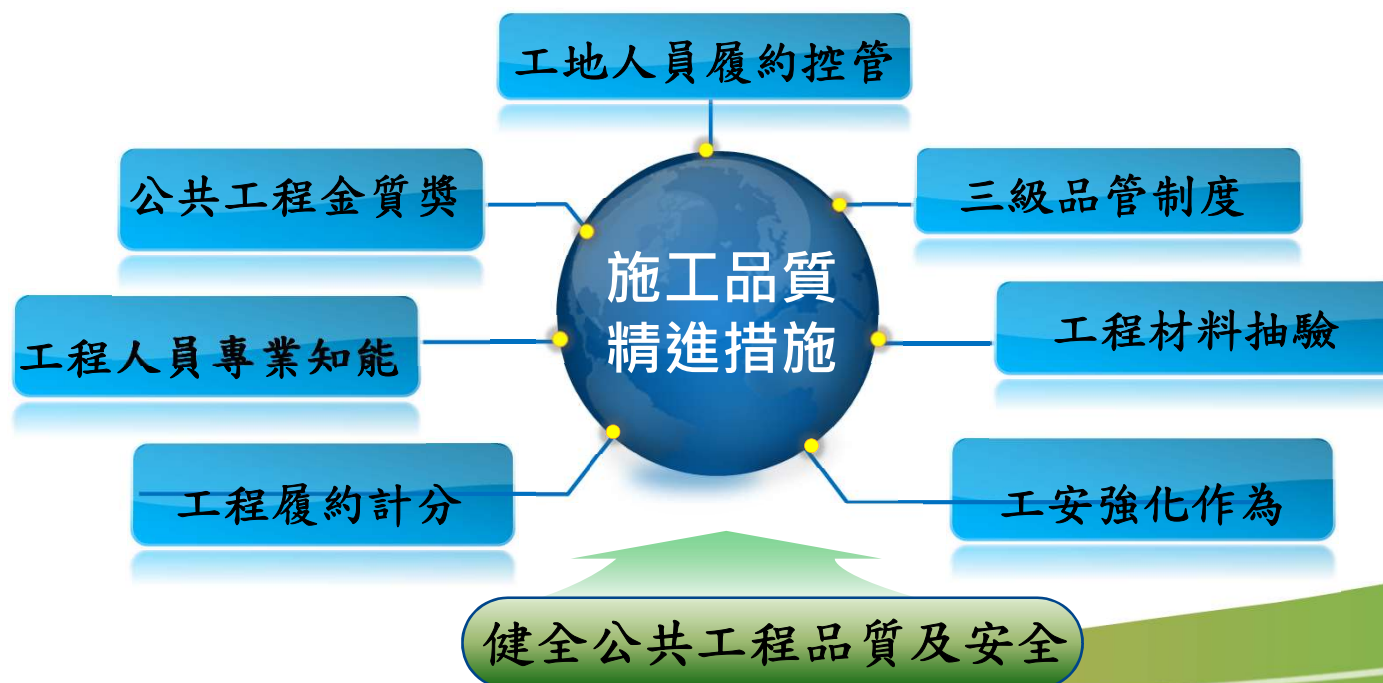 工地人員履約控管
公共工程金質獎
三級品管制度
施工品質
精進措施
工程人員專業知能
工程材料抽驗
工程履約計分
工安強化作為
健全公共工程品質及安全